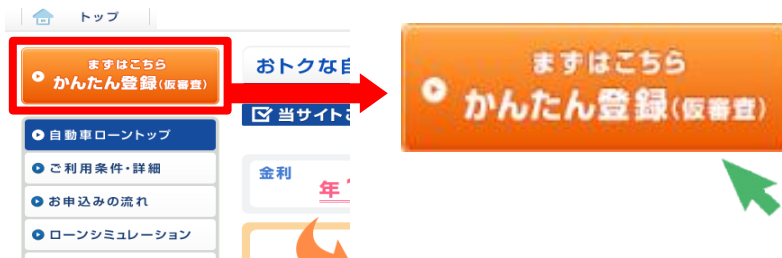 トップ
まずはこちら
かんたん登録(仮審査)
自動車ローントップ
ご利用条件・詳細
お申込みの流れ
ローンシミュレーション
おトクな
当サイト
金利
年
まずはこちら
かんたん登録(仮審査)